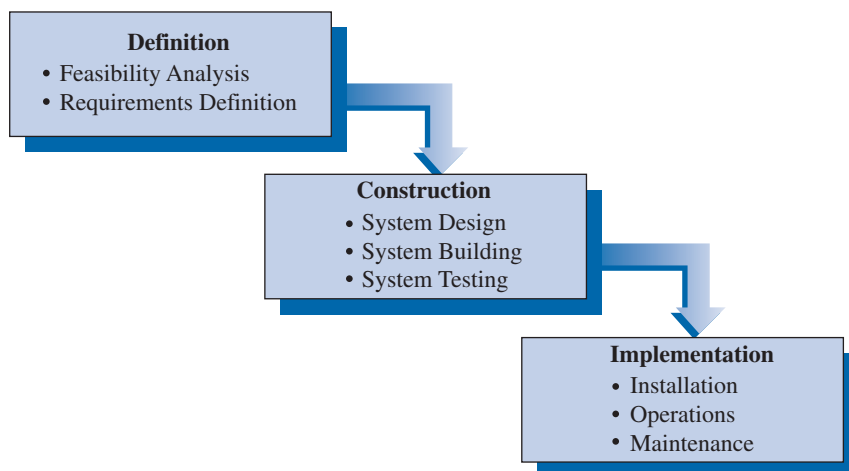 Definition
• Feasibility Analysis
• Requirements Definition
Construction
• System Design
• System Building
• System Testing
Implementation
• Installation
• Operations
• Maintenance